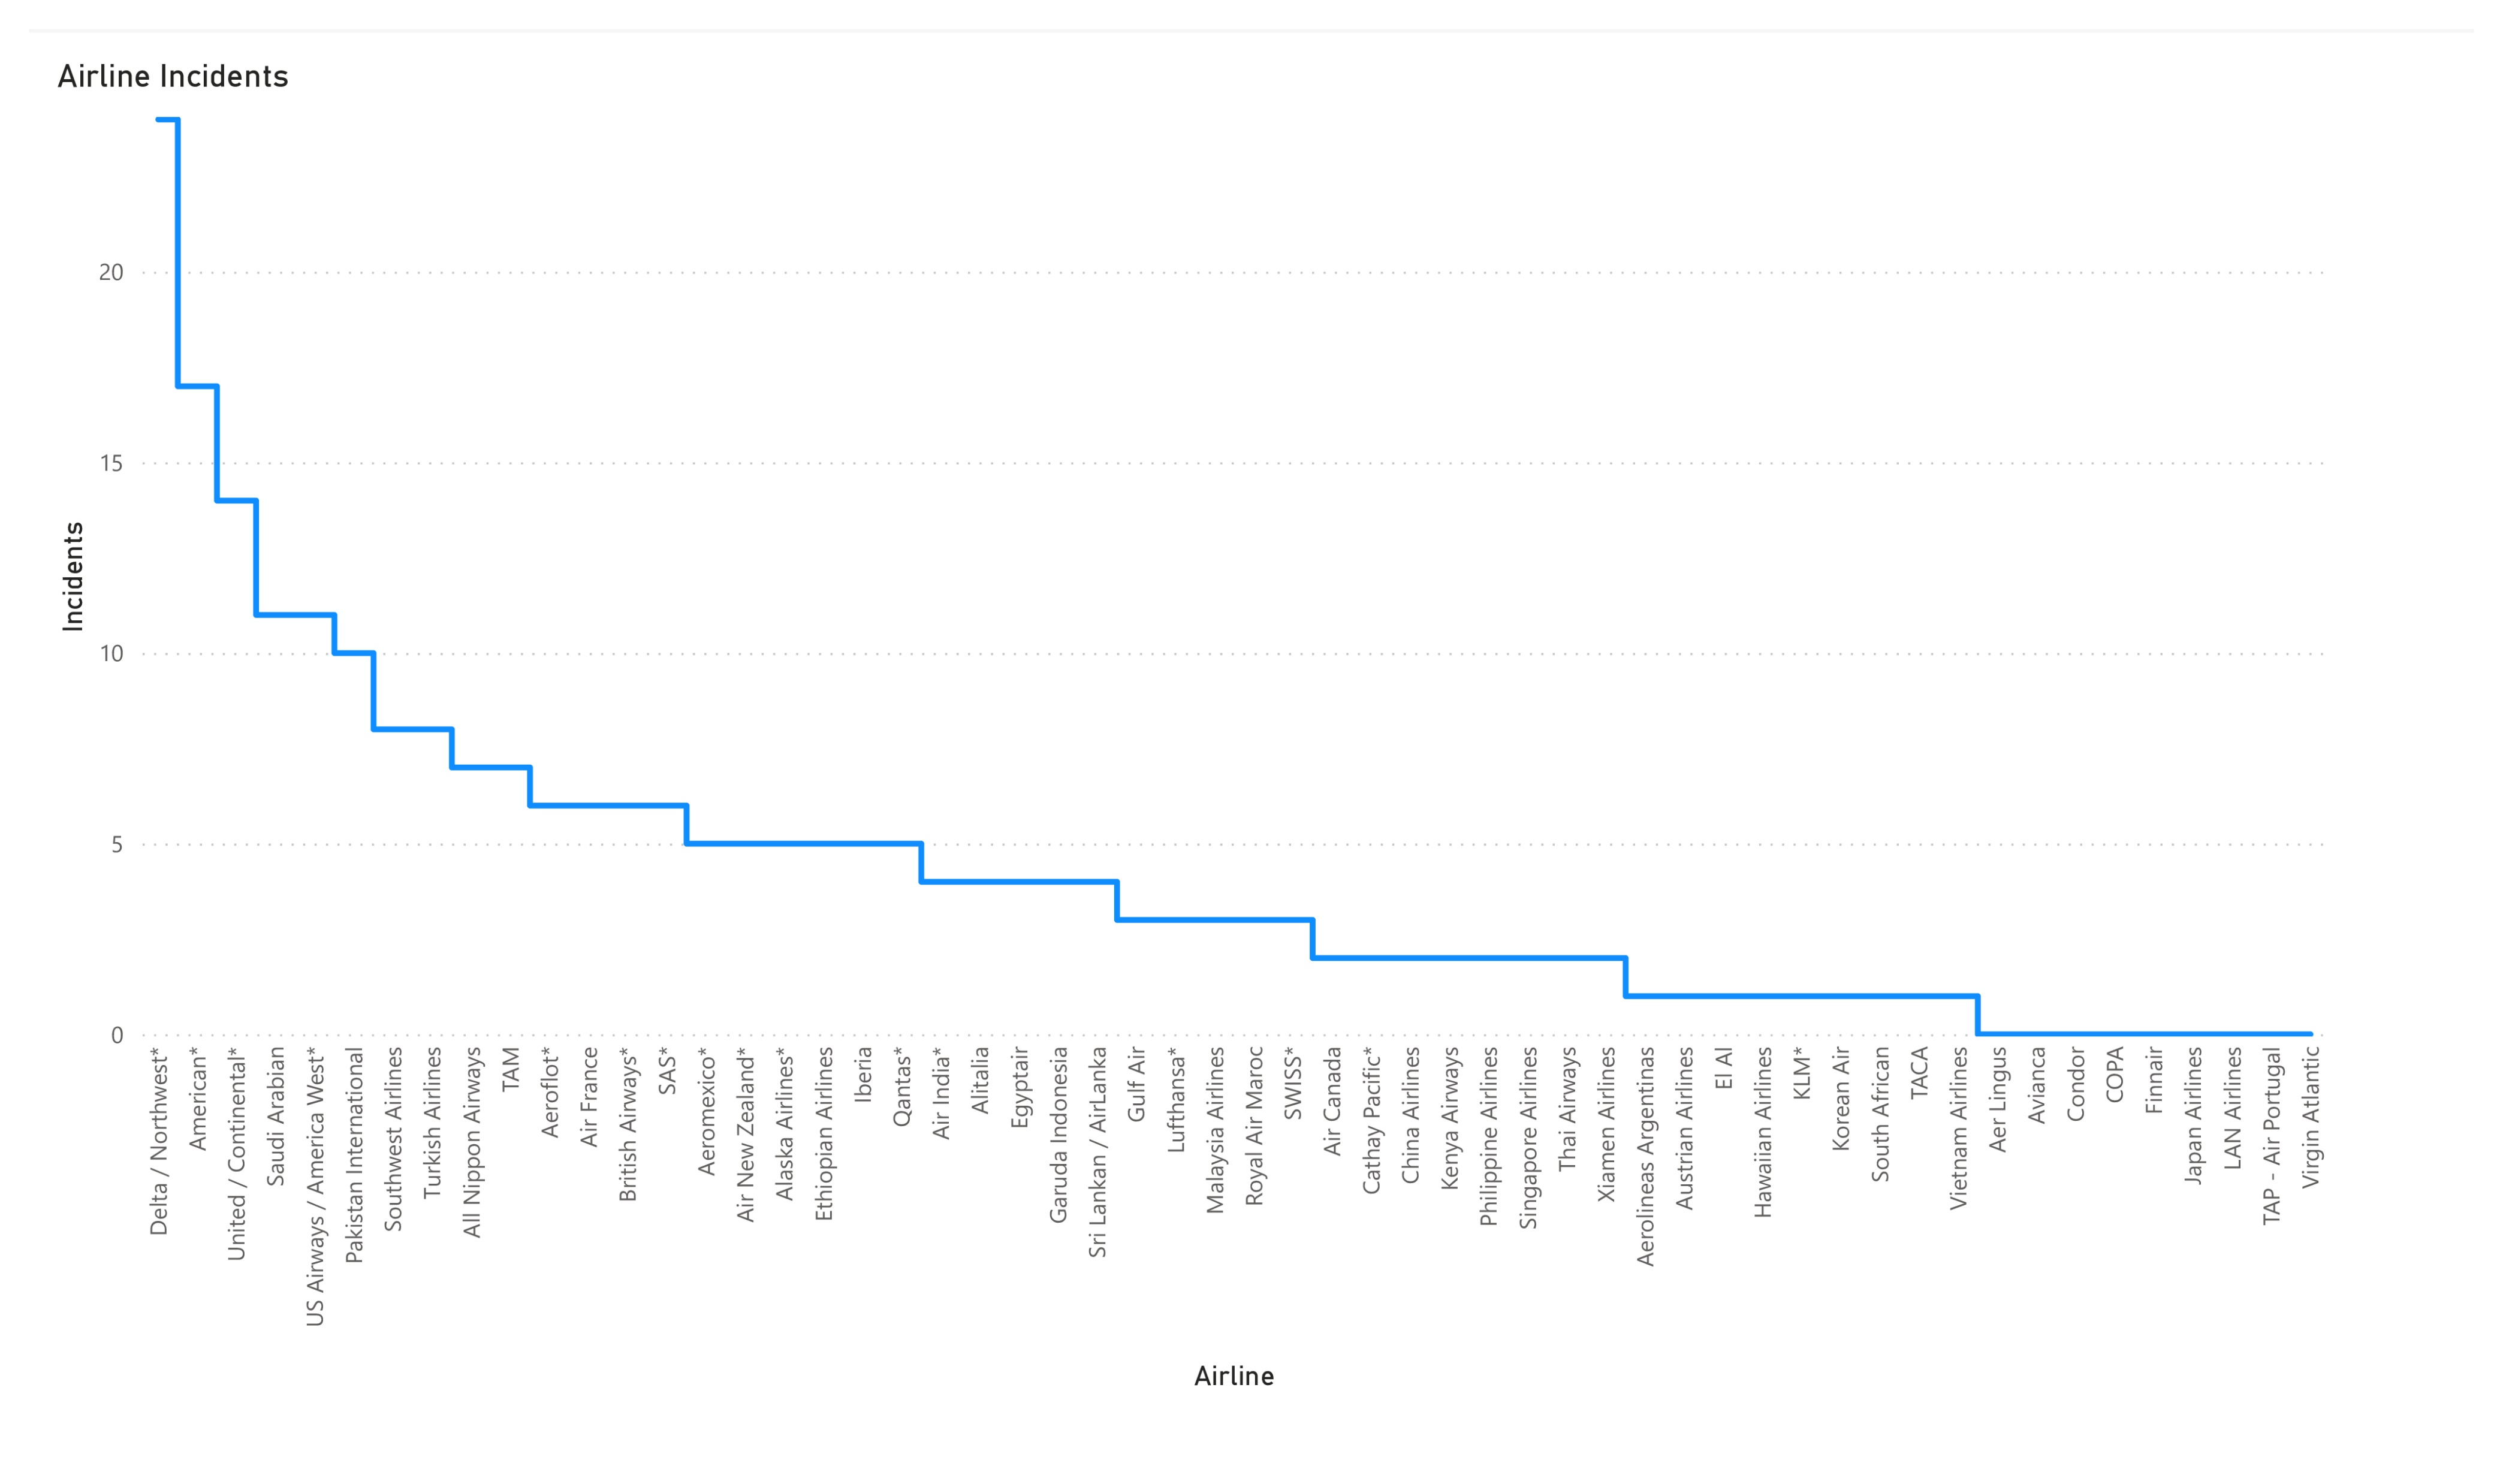 Airline Incidents
20
15
10
5
0
Incidents
Delta / Northwest*
American*
United / Continental*
Saudi Arabian
US Airways / America West*
Pakistan International
Southwest Airlines
Turkish Airlines
All Nippon Airways
TAM
Aeroflot*
Air France
British Airways*
SAS*
Aeromexico*
Air New Zealand*
Alaska Airlines*
Ethiopian Airlines
Iberia
Qantas*
Air India*
Alitalia
Egyptair
Garuda Indonesia
Sri Lankan / AirLanka
Gulf Air
Lufthansa*
Malaysia Airlines
Royal Air Maroc
SWISS*
Air Canada
Cathay Pacific*
China Airlines
Kenya Airways
Philippine Airlines
Singapore Airlines
Thai Airways
Xiamen Airlines
Aerolineas Argentinas
Austrian Airlines
El Al
Hawaiian Airlines
KLM*
Korean Air
South African
TACA
Vietnam Airlines
Aer Lingus
Avianca
Condor
COPA
Finnair
Japan Airlines
LAN Airlines
TAP - Air Portugal
Virgin Atlantic
Airline